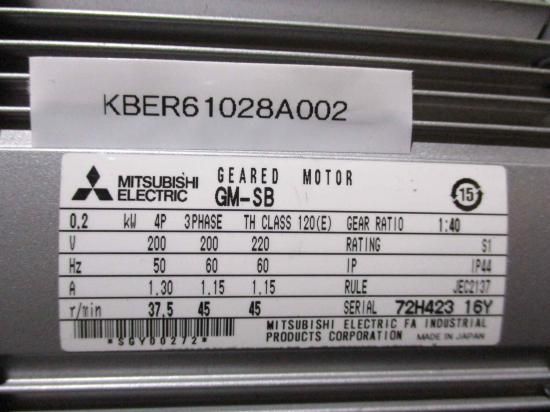 KBER61028A002
MITSUBISHI ELECTRIC GEARED MOTOR GM-SB 15
0.2 kW 4P 3PHASE TH CLASS 120(E) GEAR RATIO 1:40
V 200 200 220 RATING S1
Hz 50 60 60 IP IP44
A 1.30 1.15 1.15 RULE JEC2137
r/min 37.5 45 45 SERIAL 72H423 16Y
*SGY00272*
MITSUBISHI ELECTRIC FA INDUSTRIAL
PRODUCTS CORPORATION MADE IN JAPAN